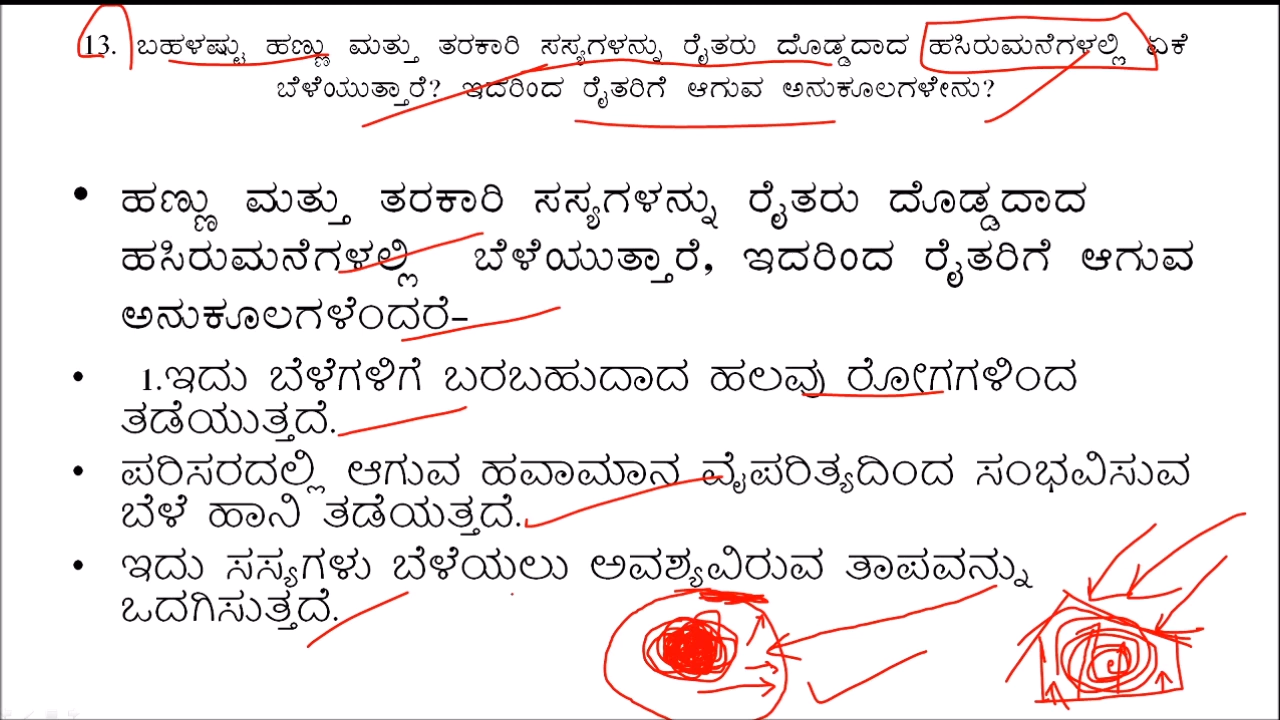 13. ಬಹಳಷ್ಟು ಹಣ್ಣು ಮತ್ತು ತರಕಾರಿ ಸಸ್ಯಗಳನ್ನು ರೈತರು ದೊಡ್ಡದಾದ ಹಸಿರುಮನೆಗಳಲ್ಲಿ ಏಕೆ
ಬೆಳೆಯುತ್ತಾರೆ? ಇದರಿಂದ ರೈತರಿಗೆ ಆಗುವ ಅನುಕೂಲಗಳೇನು?
• ಹಣ್ಣು ಮತ್ತು ತರಕಾರಿ ಸಸ್ಯಗಳನ್ನು ರೈತರು ದೊಡ್ಡದಾದ
ಹಸಿರುಮನೆಗಳಲ್ಲಿ ಬೆಳೆಯುತ್ತಾರೆ, ಇದರಿಂದ ರೈತರಿಗೆ ಆಗುವ
ಅನುಕೂಲಗಳೆಂದರೆ-
• 1.ಇದು ಬೆಳೆಗಳಿಗೆ ಬರಬಹುದಾದ ಹಲವು ರೋಗಗಳಿಂದ
ತಡೆಯುತ್ತದೆ.
• ಪರಿಸರದಲ್ಲಿ ಆಗುವ ಹವಾಮಾನ ವೈಪರಿತ್ಯದಿಂದ ಸಂಭವಿಸುವ
ಬೆಳೆ ಹಾನಿ ತಡೆಯತ್ತದೆ.
• ಇದು ಸಸ್ಯಗಳು ಬೆಳೆಯಲು ಅವಶ್ಯವಿರುವ ತಾಪವನ್ನು
ಒದಗಿಸುತ್ತದೆ.